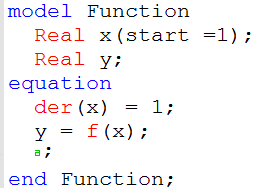 model Function
Real x(start =1);
Real y;
equation
der(x) = 1;
y = f(x);
;
end Function;